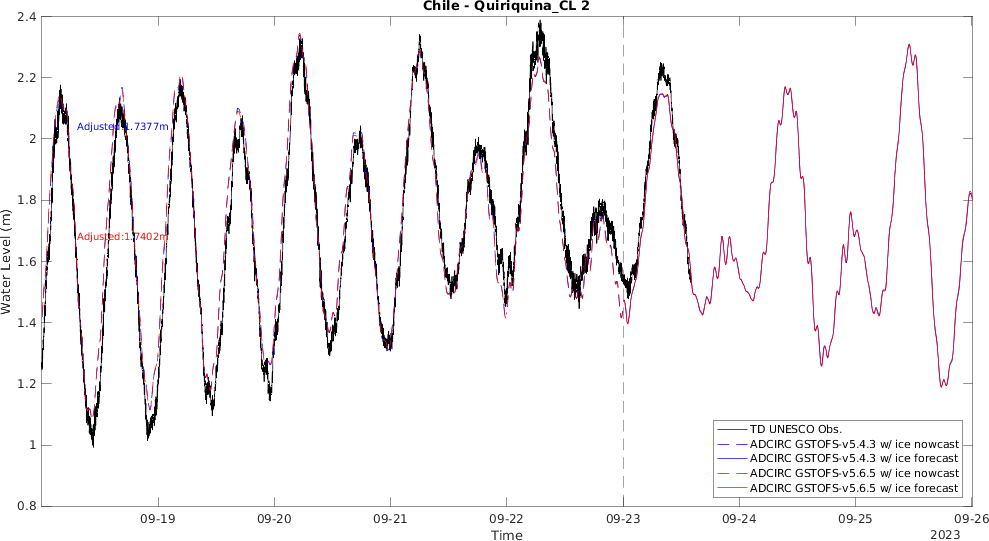 Chile - Quiriquina_CL 2
2.4
2.2
2
1.8
1.6
1.4
1.2
1
0.8
Water Level (m)
Adjusted:1.7377m
Adjusted:1.7402m
TD UNESCO Obs.
ADCIRC GSTOFS-v5.4.3 w/ ice nowcast
ADCIRC GSTOFS-v5.4.3 w/ ice forecast
ADCIRC GSTOFS-v5.6.5 w/ ice nowcast
ADCIRC GSTOFS-v5.6.5 w/ ice forecast
09-19 09-20 09-21 09-22 09-23 09-24 09-25 09-26
Time
2023